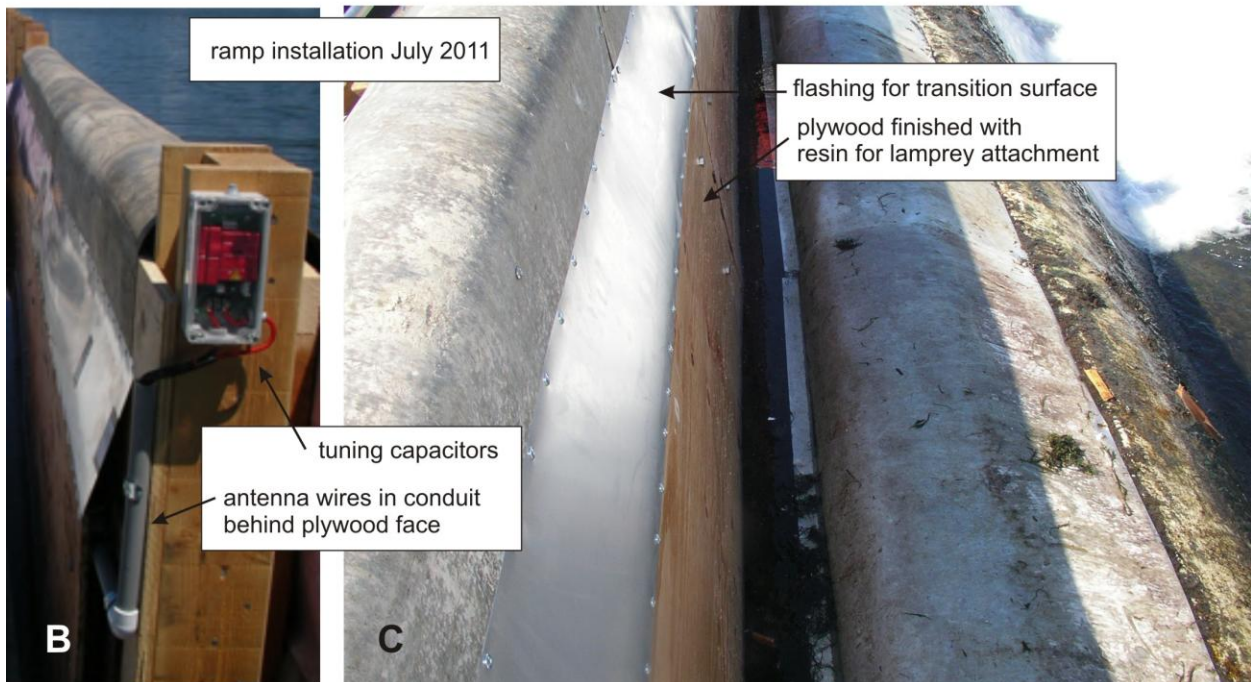 ramp installation July 2011
tuning capacitors
antenna wires in conduit
behind plywood face
B
flashing for transition surface
plywood finished with
resin for lamprey attachment
C